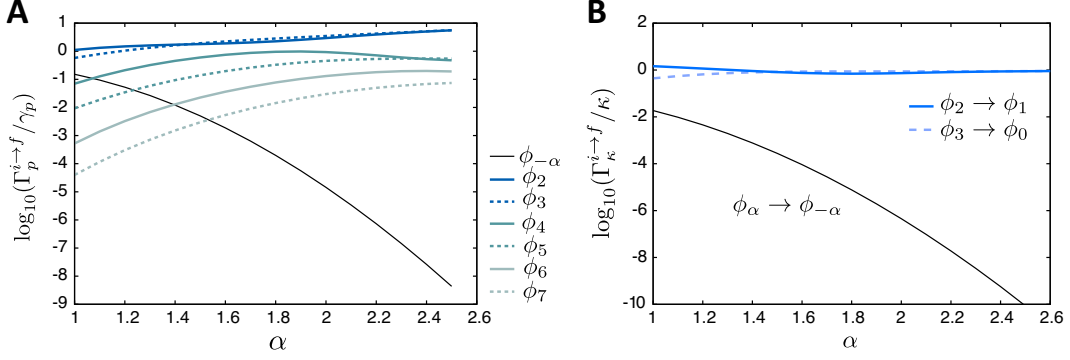 A
log₁₀(Γₚ^{i→f}/γₚ)
1
0
-1
-2
-3
-4
-5
-6
-7
-8
-9
1 1.2 1.4 1.6 1.8 2 2.2 2.4 2.6
α
ϕ₋α
ϕ₂
ϕ₃
ϕ₄
ϕ₅
ϕ₆
ϕ₇
B
log₁₀(Γ_κ^{i→f}/κ)
2
0
-2
-4
-6
-8
-10
1 1.2 1.4 1.6 1.8 2 2.2 2.4 2.6
α
ϕ₂ → ϕ₁
ϕ₃ → ϕ₀
ϕα → ϕ₋α